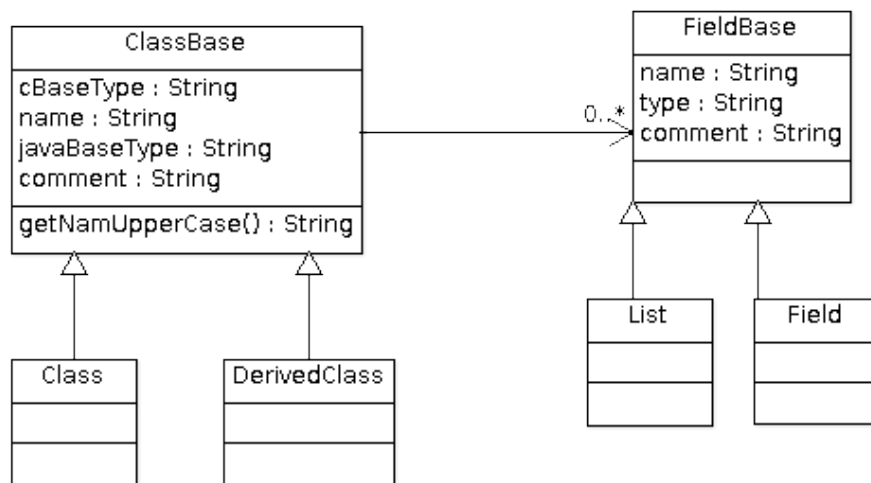 ClassBase
cBaseType : String
name : String
javaBaseType : String
comment : String
getNamUpperCase() : String
0..*
FieldBase
name : String
type : String
comment : String
Class
DerivedClass
List
Field